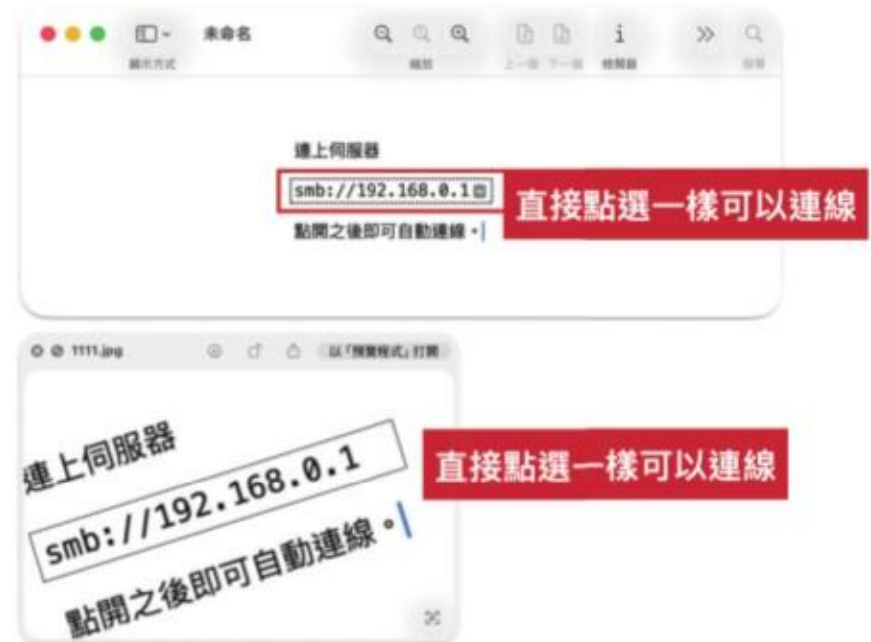 未命名
顯示方式
縮放
上一個 下一個
檢閱器
搜尋
連上伺服器
smb://192.168.0.1
直接點選一樣可以連線
點開之後即可自動連線。
1111.jpg
以「預覽程式」打開
連上伺服器
smb://192.168.0.1
直接點選一樣可以連線
點開之後即可自動連線。